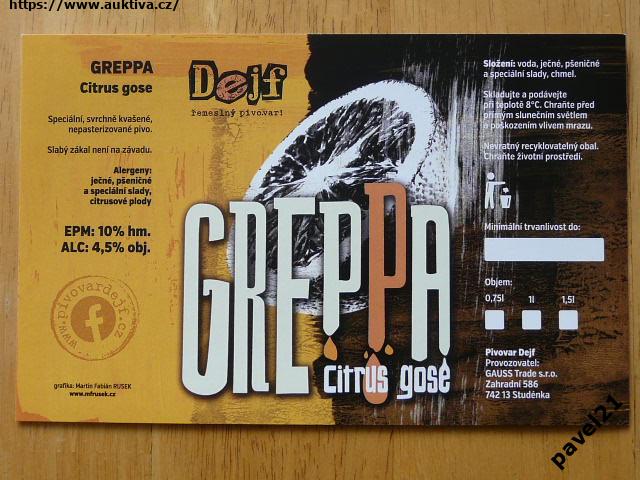 https://www.auktiva.cz/
GREPPA
Citrus gose
Speciální, svrchně kvašené,
nepasterizované pivo.
Slabý zákal není na závadu.
Alergeny:
ječné, pšeničné
a speciální slady,
citrusové plody
EPM: 10% hm.
ALC: 4,5% obj.
www.pivovardejf.cz
f
grafika: Martin Fabián RUSEK
www.mfrusek.cz
Dejf
řemeslný pivovar!
GREPPA
citrus gose
Složení: voda, ječné, pšeničné
a speciální slady, chmel.
Skladujte a podávejte
při teplotě 8°C. Chraňte před
přímým slunečním světlem
a poškozením vlivem mrazu.
Nevratný recyklovatelný obal.
Chraňte životní prostředí.
Minimální trvanlivost do:
Objem:
0,75l 1l 1,5l
Pivovar Dejf
Provozovatel:
GAUSS Trade s.r.o.
Zahradní 586
742 13 Studénka
pavel21